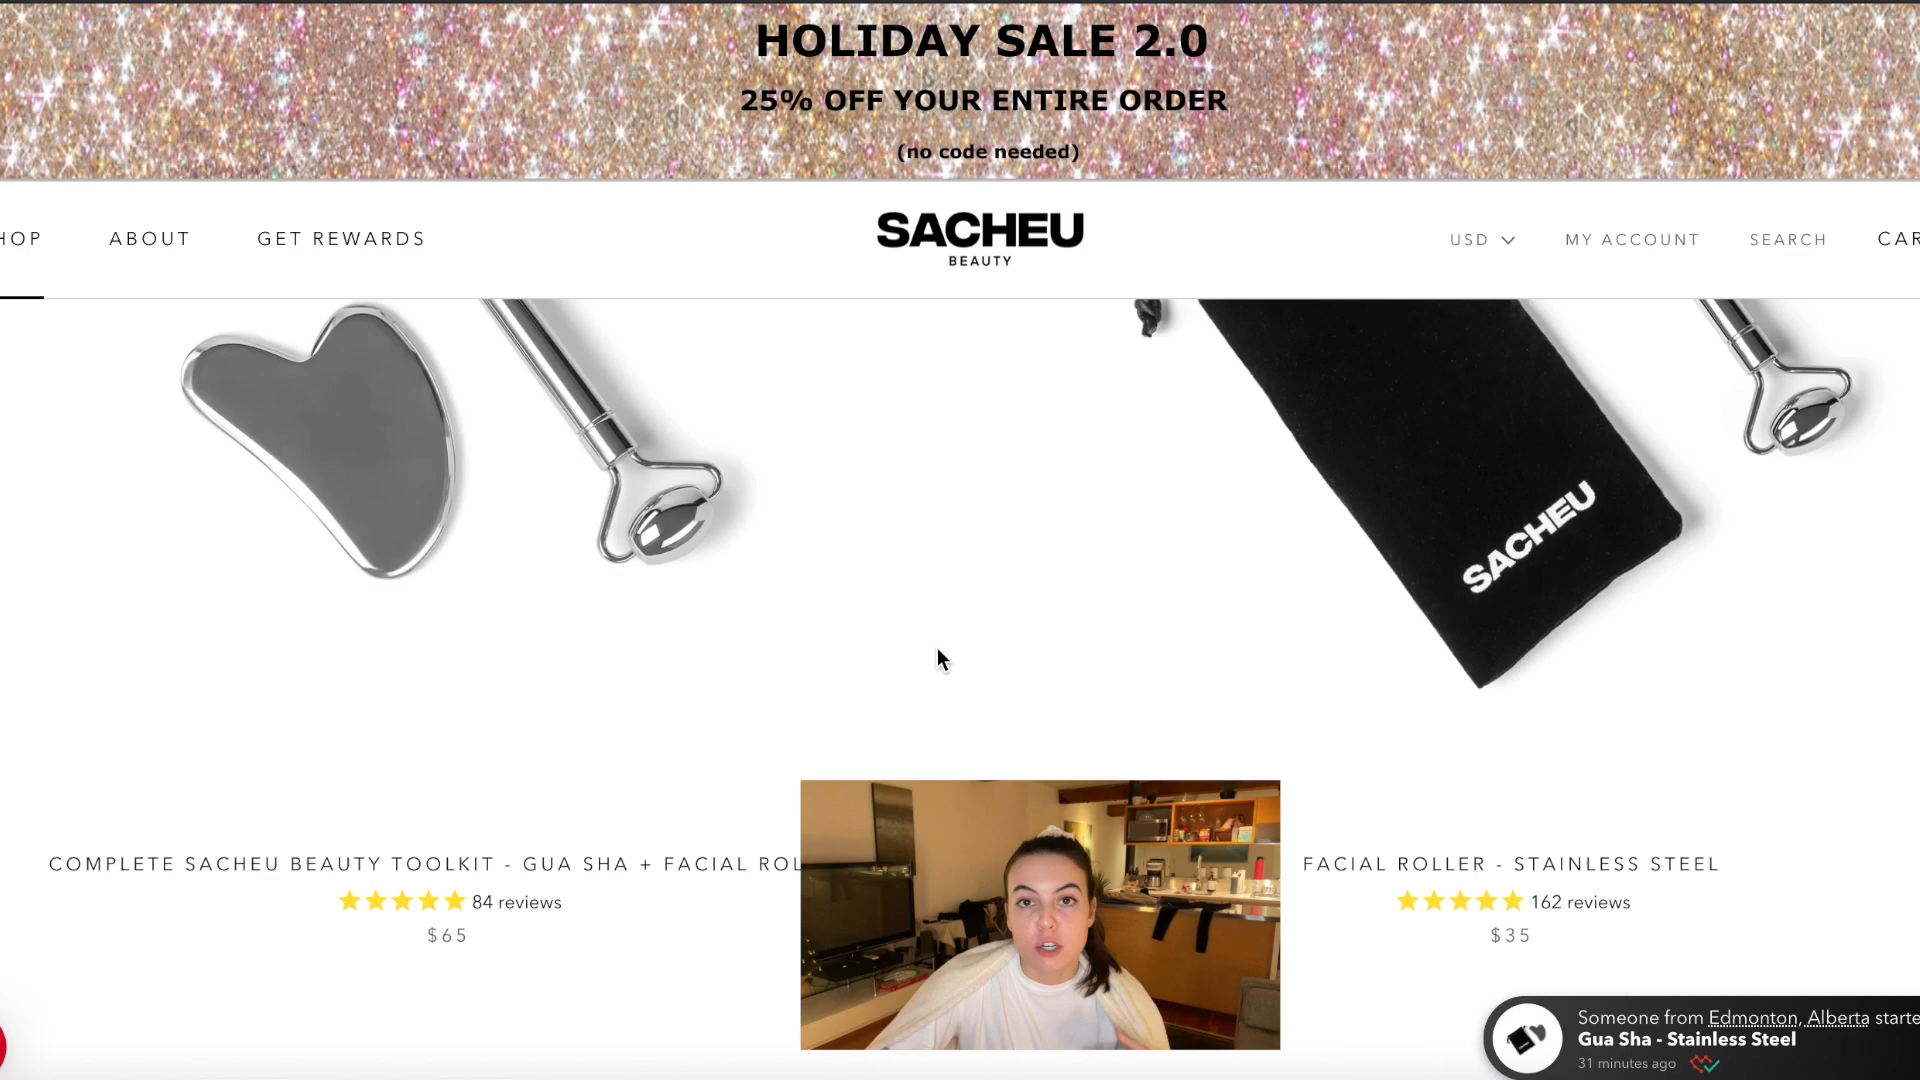 HOLIDAY SALE 2.0
25% OFF YOUR ENTIRE ORDER
(no code needed)
HOP
ABOUT
GET REWARDS
SACHEU
BEAUTY
USD
MY ACCOUNT
SEARCH
CAR
SACHEU
COMPLETE SACHEU BEAUTY TOOLKIT - GUA SHA + FACIAL ROL
84 reviews
$65
FACIAL ROLLER - STAINLESS STEEL
162 reviews
$35
Someone from Edmonton, Alberta starte
Gua Sha - Stainless Steel
31 minutes ago